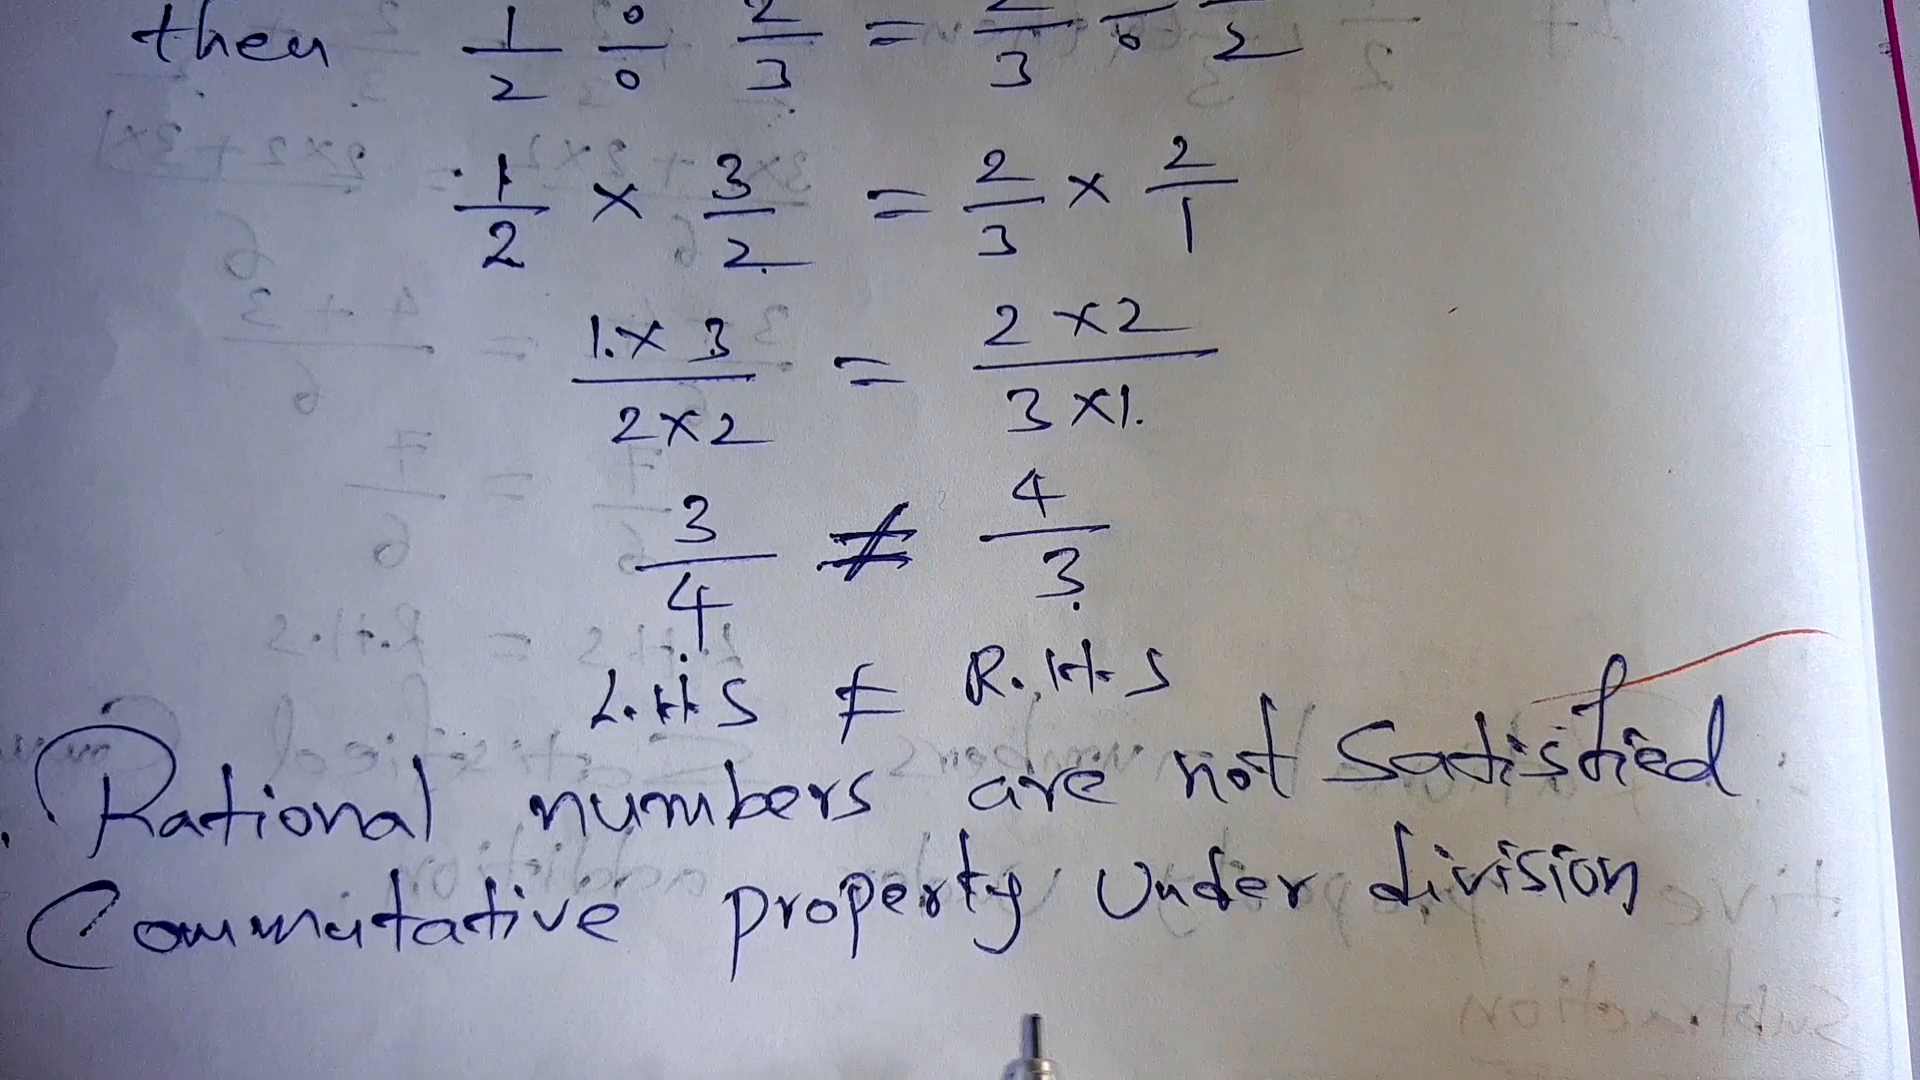 then 1/2 ÷ 2/3 = 2/3 ÷ 1/2
1/2 × 3/2 = 2/3 × 2/1
1×3/2×2 = 2×2/3×1
3/4 ≠ 4/3
L.H.S ≠ R.H.S
Rational numbers are not Satisfied
Commutative property Under division